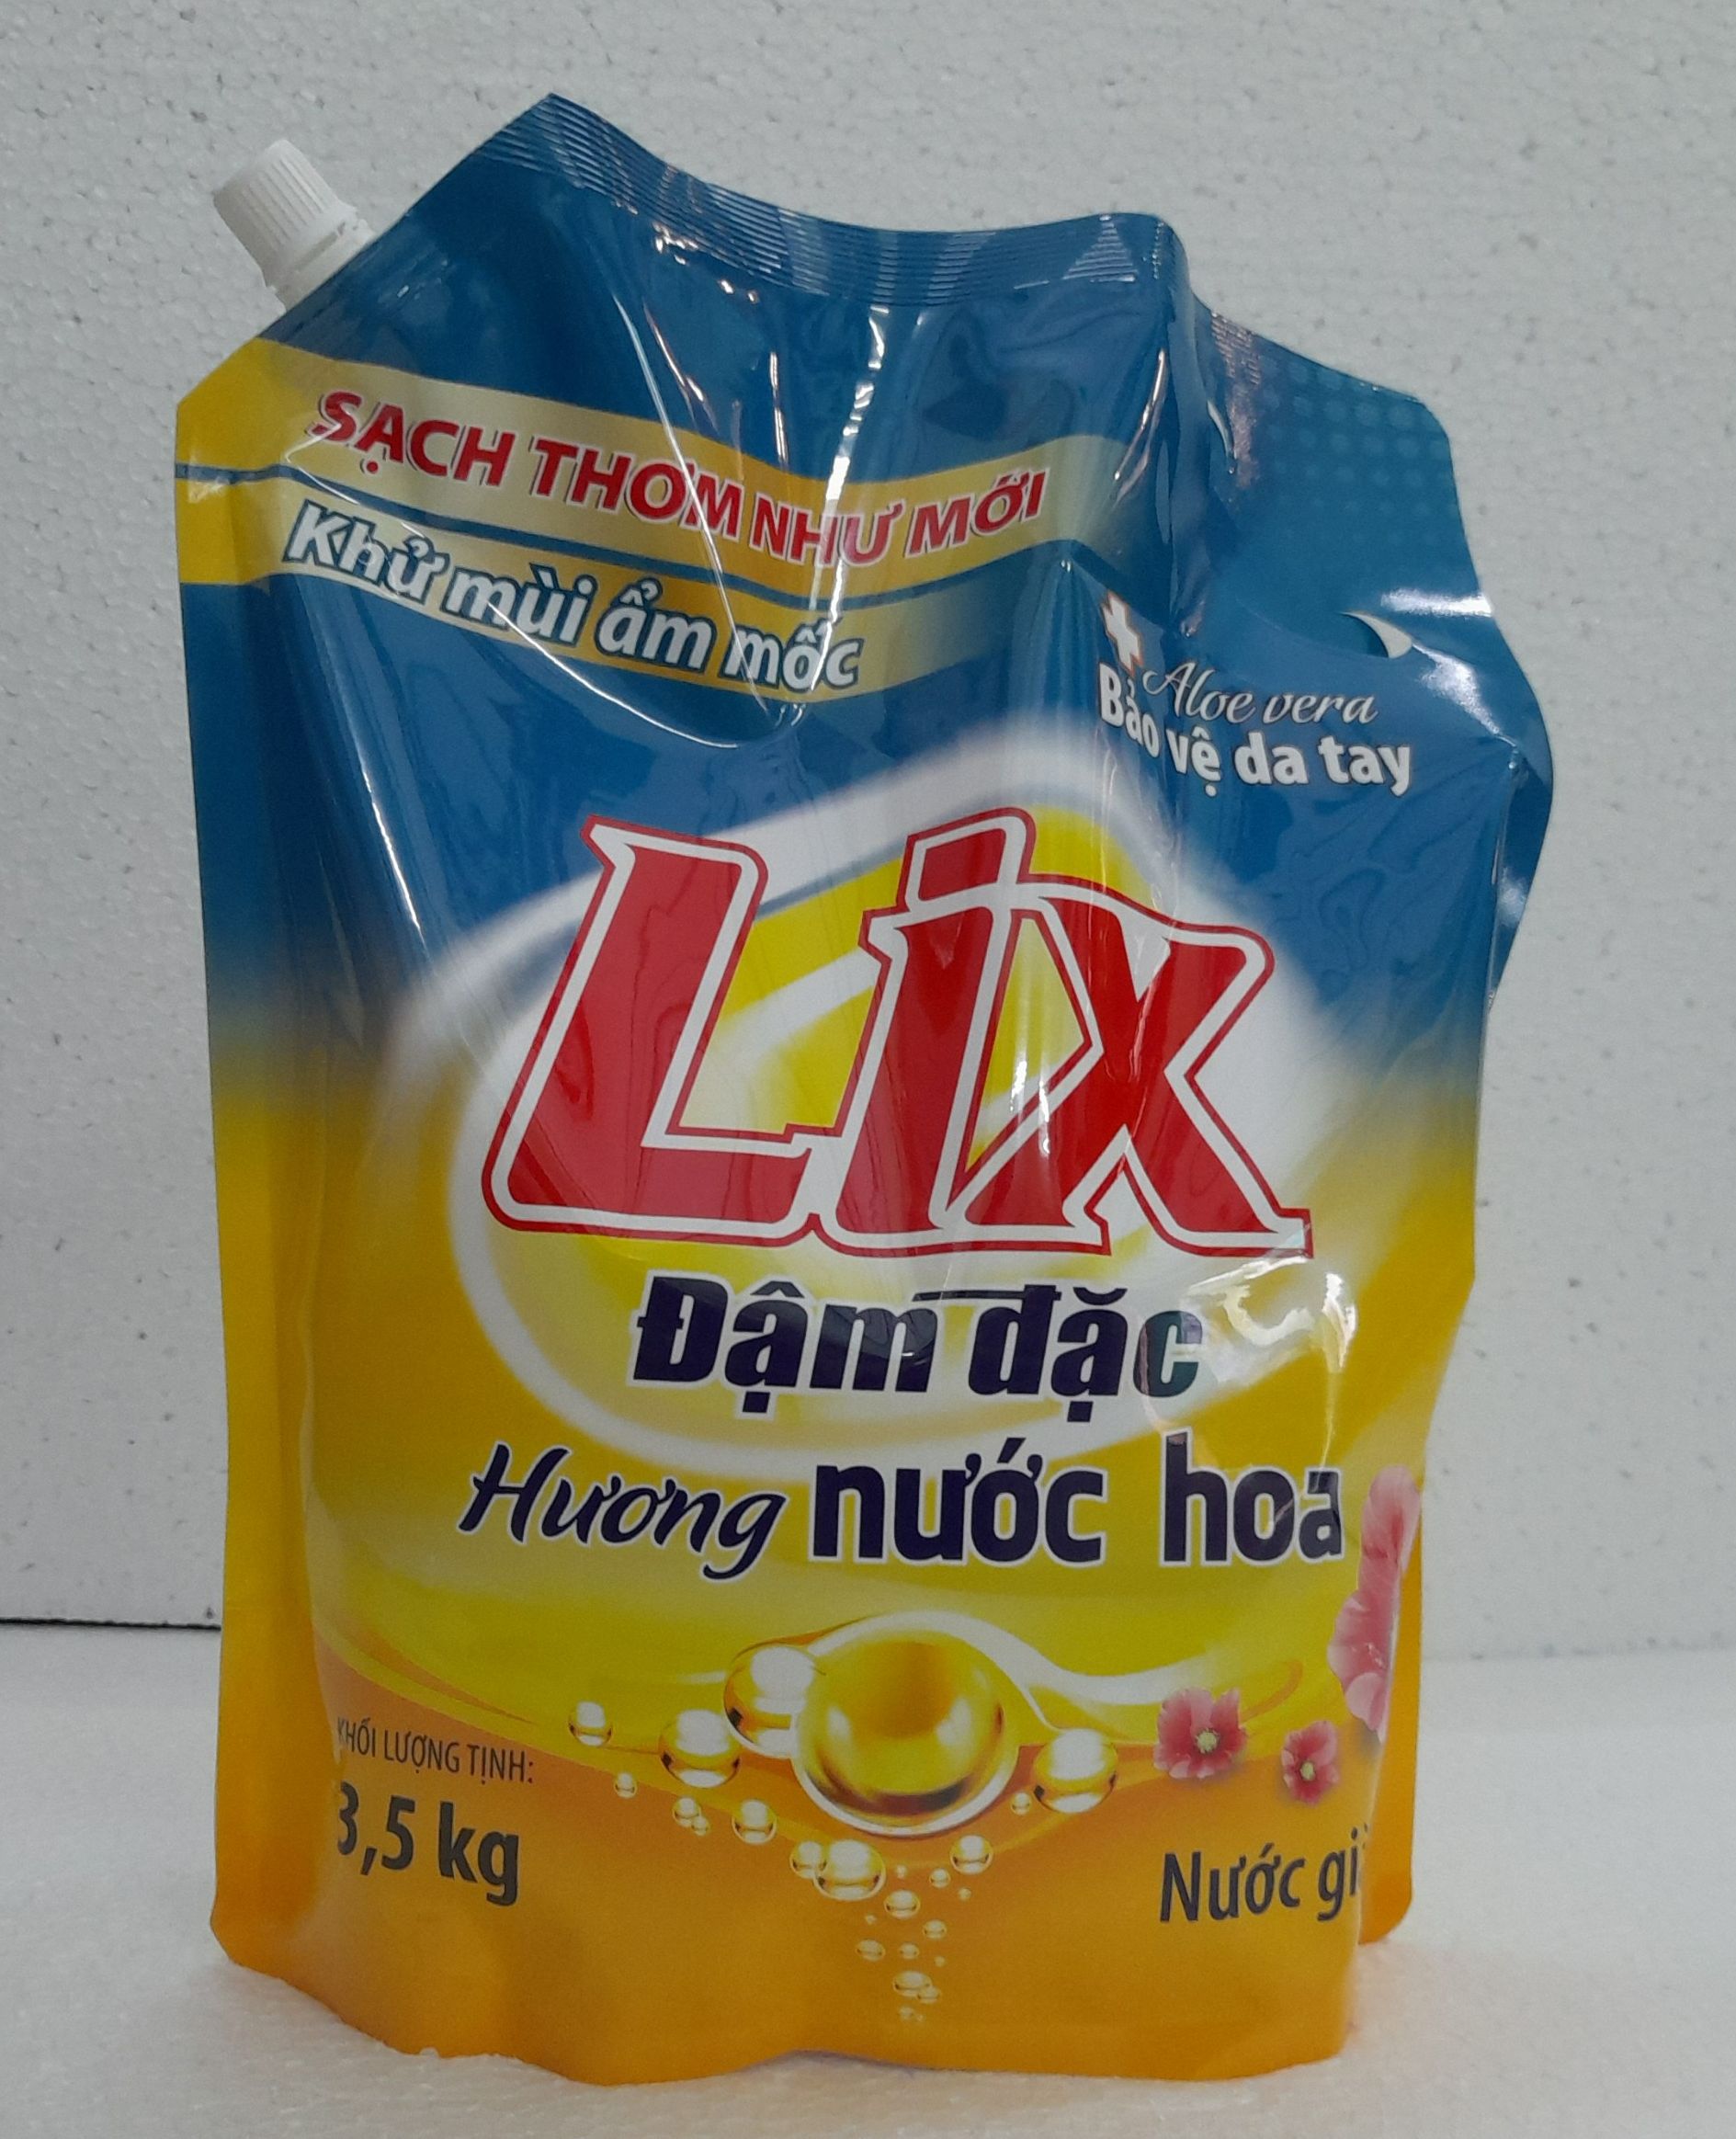 SẠCH THƠM NHƯ MỚI
Khử mùi ẩm mốc
Aloe vera
Bảo vệ da tay
Lix
Đậm đặc
Hương nước hoa
KHỐI LƯỢNG TỊNH:
3,5 kg
Nước